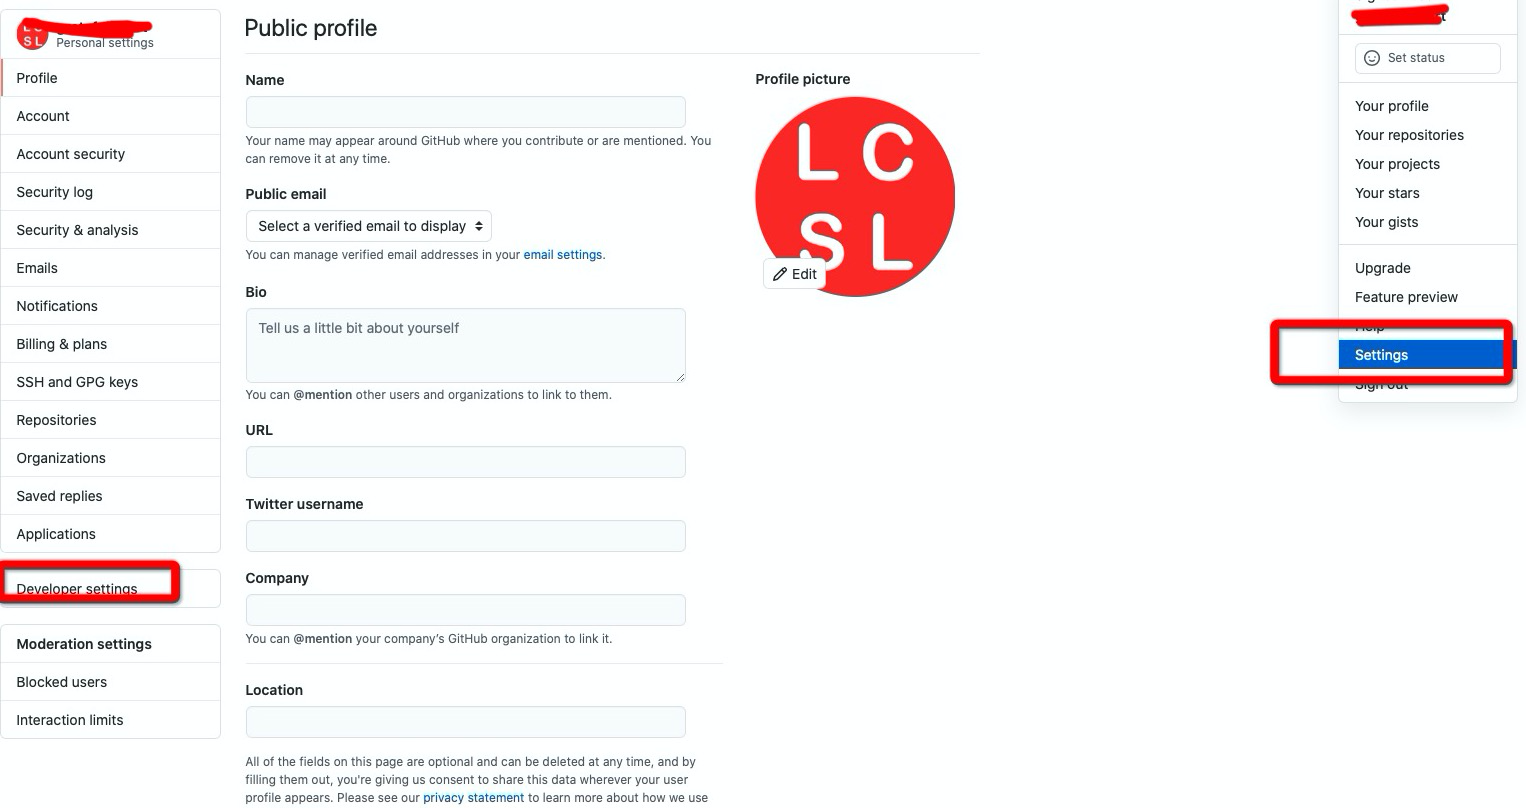 L C
S L
Personal settings
Profile
Account
Account security
Security log
Security & analysis
Emails
Notifications
Billing & plans
SSH and GPG keys
Repositories
Organizations
Saved replies
Applications
Developer settings
Moderation settings
Blocked users
Interaction limits
Public profile
Name
Your name may appear around GitHub where you contribute or are mentioned. You
can remove it at any time.
Public email
Select a verified email to display
You can manage verified email addresses in your email settings.
Bio
Tell us a little bit about yourself
You can @mention other users and organizations to link to them.
URL
Twitter username
Company
You can @mention your company's GitHub organization to link it.
Location
All of the fields on this page are optional and can be deleted at any time, and by
filling them out, you're giving us consent to share this data wherever your user
profile appears. Please see our privacy statement to learn more about how we use
Profile picture
L C
S L
Edit
Set status
Your profile
Your repositories
Your projects
Your stars
Your gists
Upgrade
Feature preview
Help
Settings
Sign out